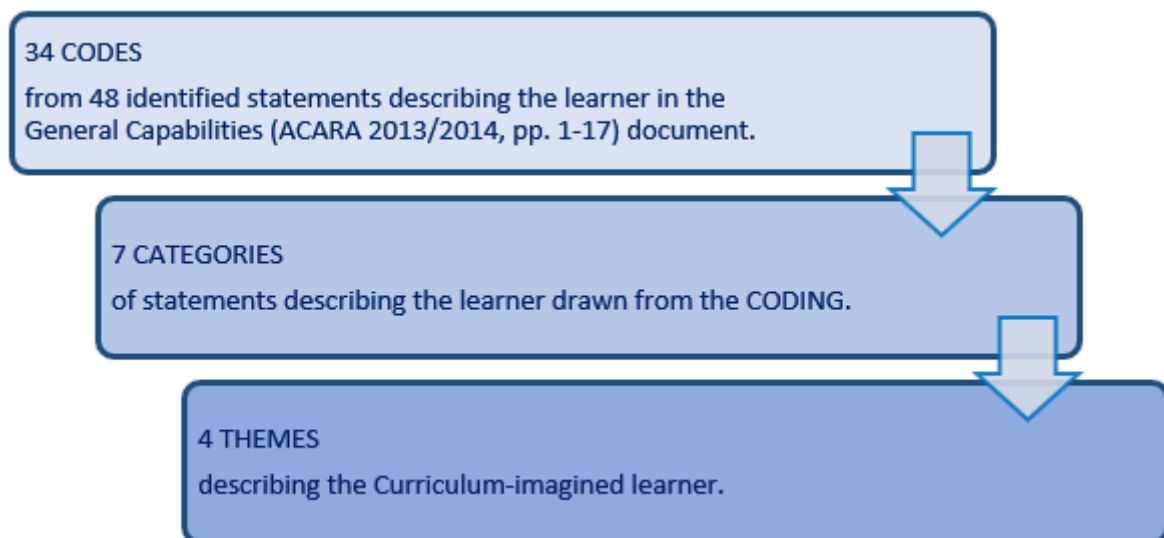 34 CODES
from 48 identified statements describing the learner in the
General Capabilities (ACARA 2013/2014, pp. 1-17) document.
7 CATEGORIES
of statements describing the learner drawn from the CODING.
4 THEMES
describing the Curriculum-imagined learner.